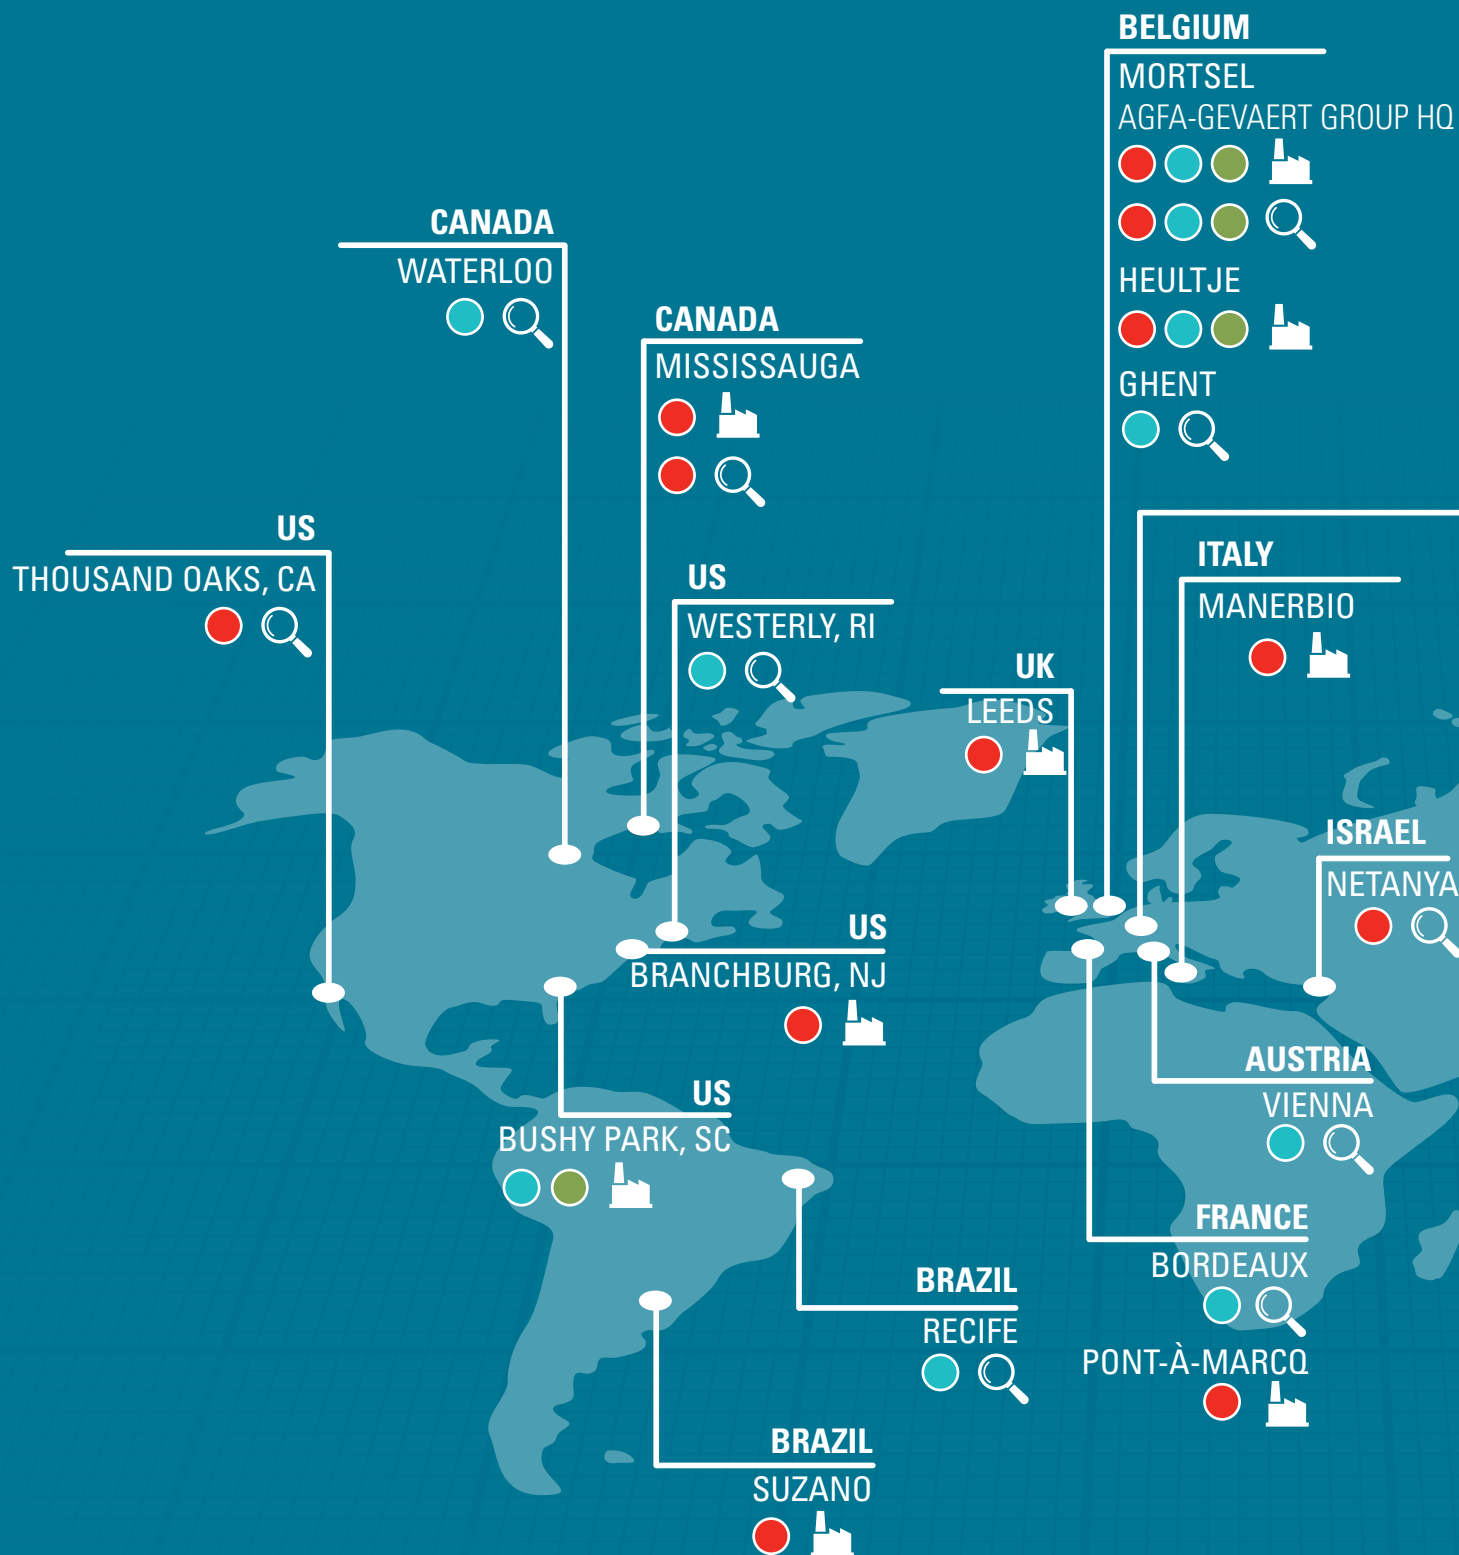 BELGIUM
MORTSEL
AGFA-GEVAERT GROUP HQ
HEULTJE
GHENT
CANADA
WATERLOO
CANADA
MISSISSAUGA
US
THOUSAND OAKS, CA
US
WESTERLY, RI
ITALY
MANERBIO
UK
LEEDS
ISRAEL
NETANYA
US
BRANCHBURG, NJ
AUSTRIA
VIENNA
US
BUSHY PARK, SC
FRANCE
BORDEAUX
PONT-À-MARCQ
BRAZIL
RECIFE
BRAZIL
SUZANO